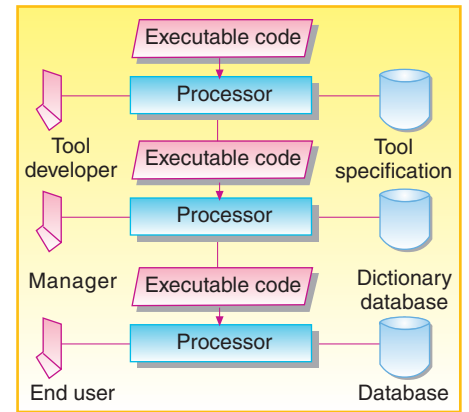 Executable code
Processor
Tool
developer
Executable code
Tool
specification
Processor
Manager
Executable code
Dictionary
database
Processor
End user
Database